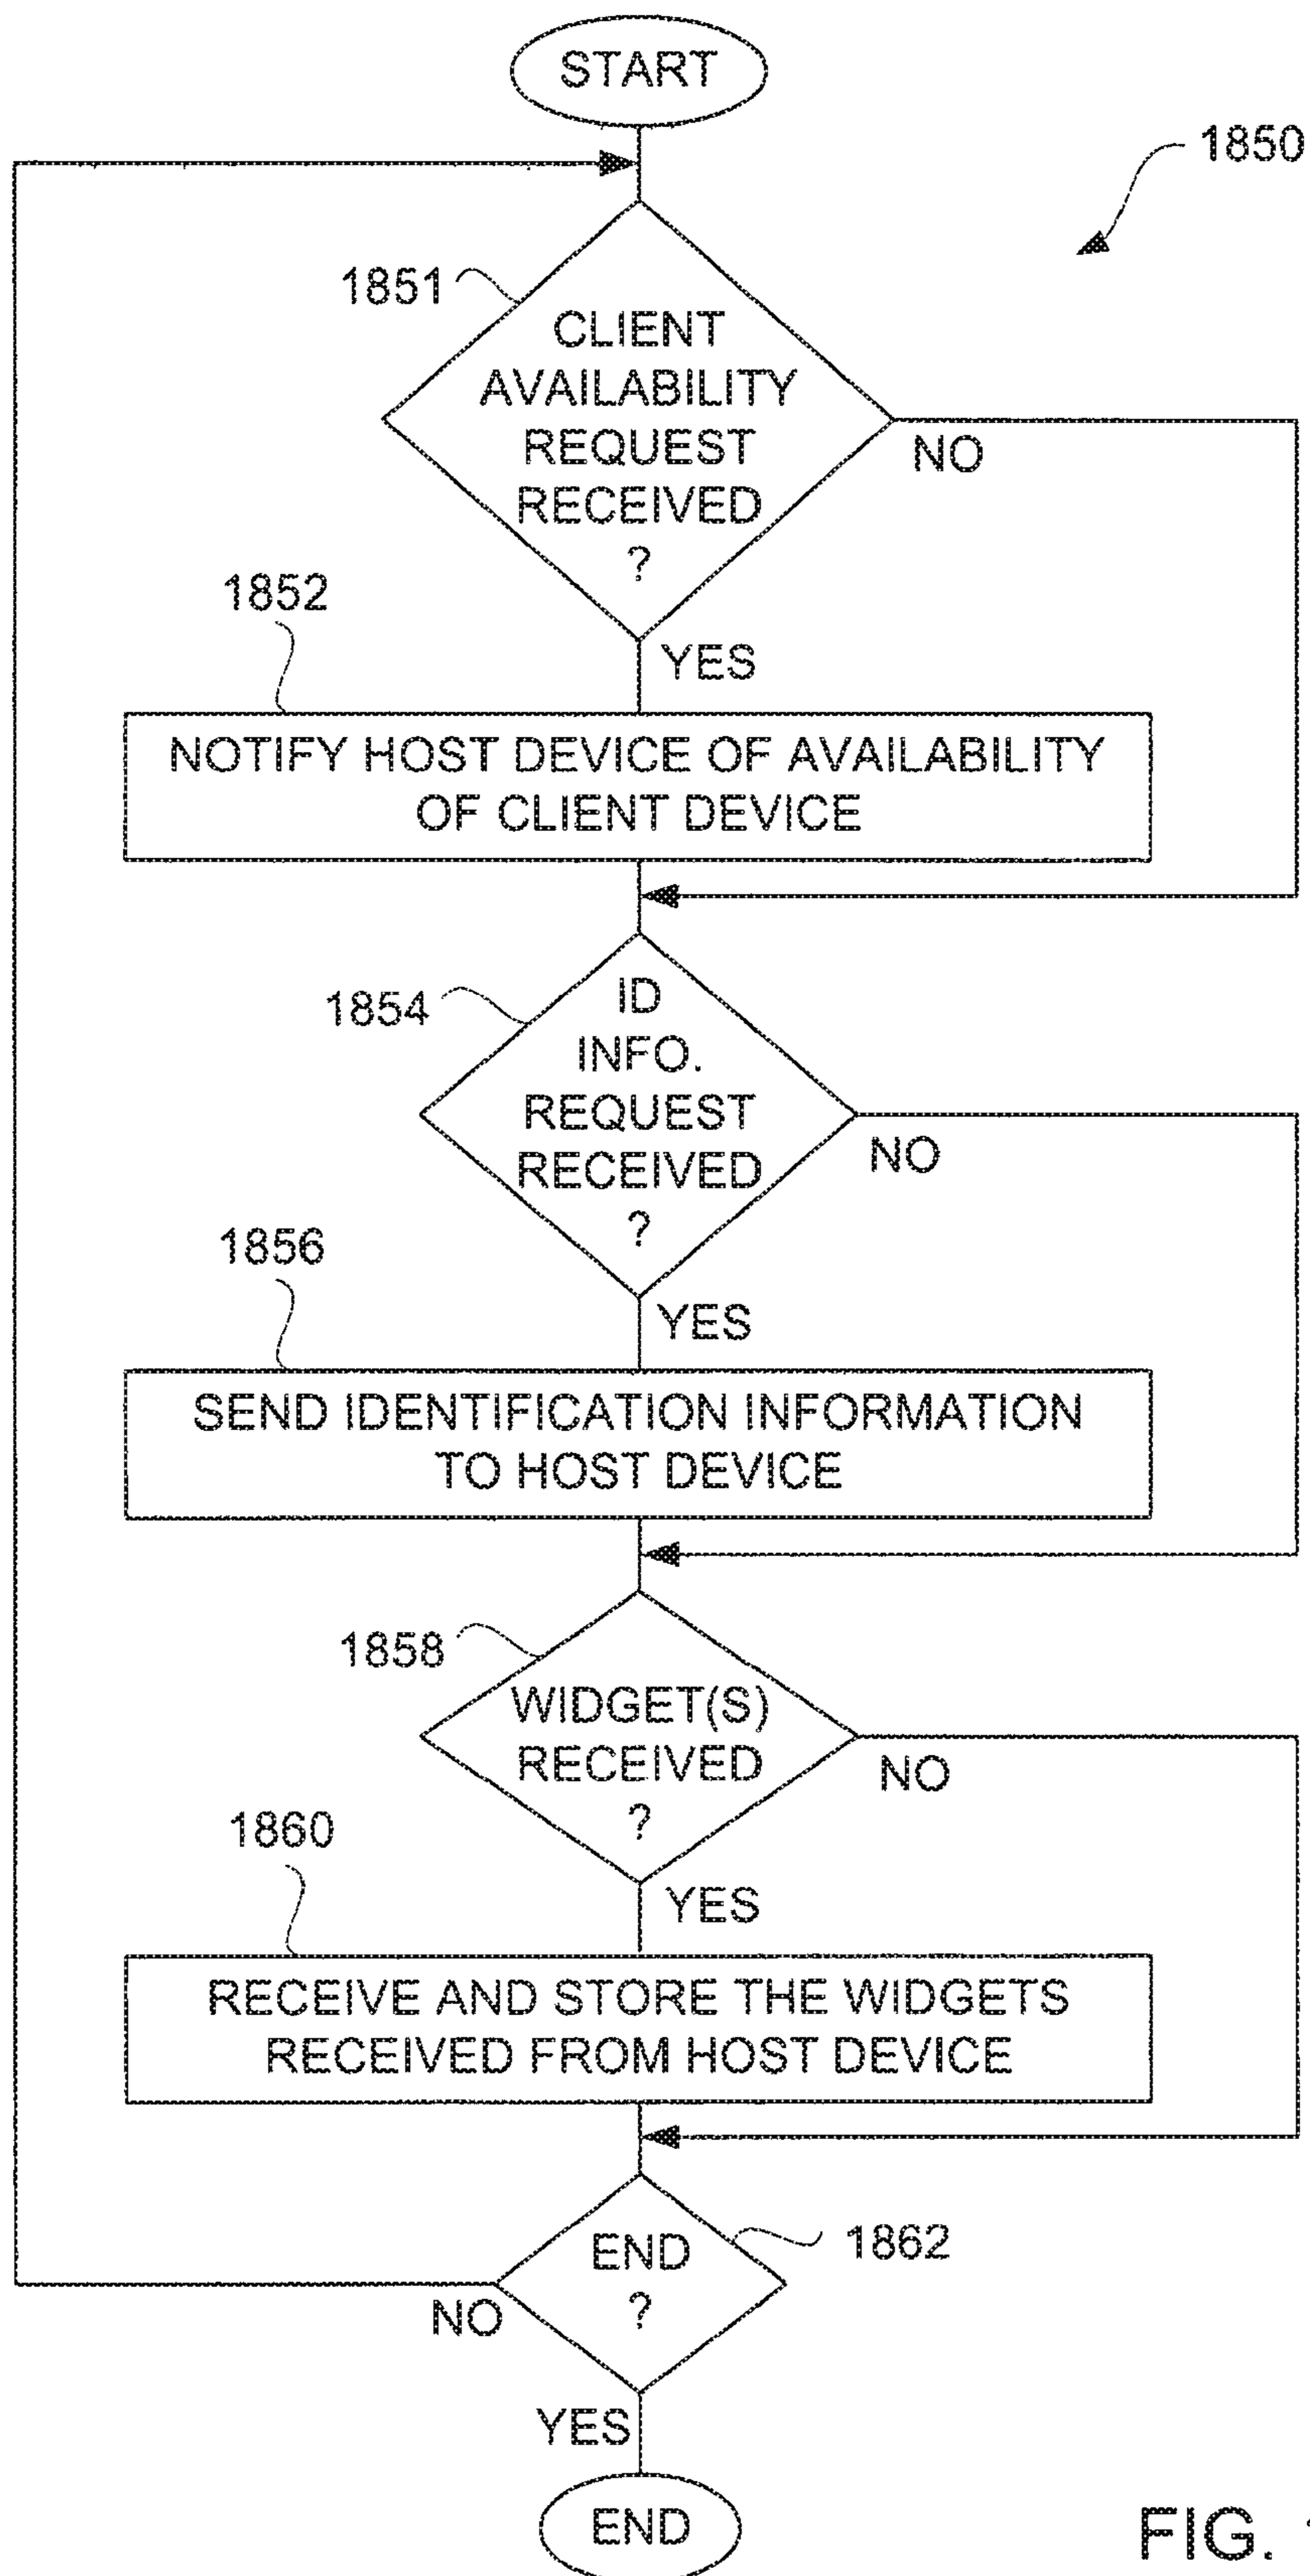 START
1850
1851
CLIENT
AVAILABILITY
REQUEST
RECEIVED
?
NO
YES
1852
NOTIFY HOST DEVICE OF AVAILABILITY
OF CLIENT DEVICE
1854
ID
INFO.
REQUEST
RECEIVED
?
NO
YES
1856
SEND IDENTIFICATION INFORMATION
TO HOST DEVICE
1858
WIDGET(S)
RECEIVED
?
NO
YES
1860
RECEIVE AND STORE THE WIDGETS
RECEIVED FROM HOST DEVICE
1862
END
?
NO
YES
END
FIG.